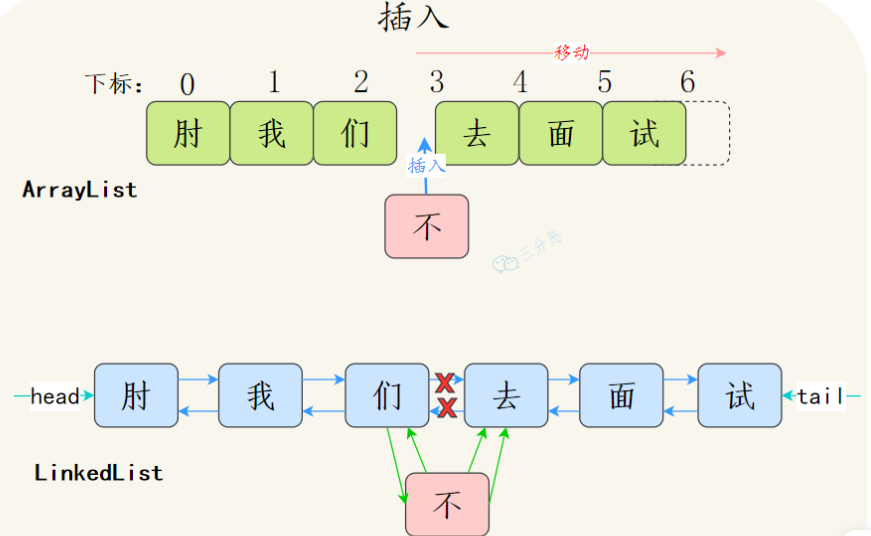 插入
移动
下标: 0 1 2 3 4 5 6
肘 我 们 去 面 试
插入
ArrayList
不
三分恶
head 肘 我 们 X 去 面 试 tail
X
LinkedList
不